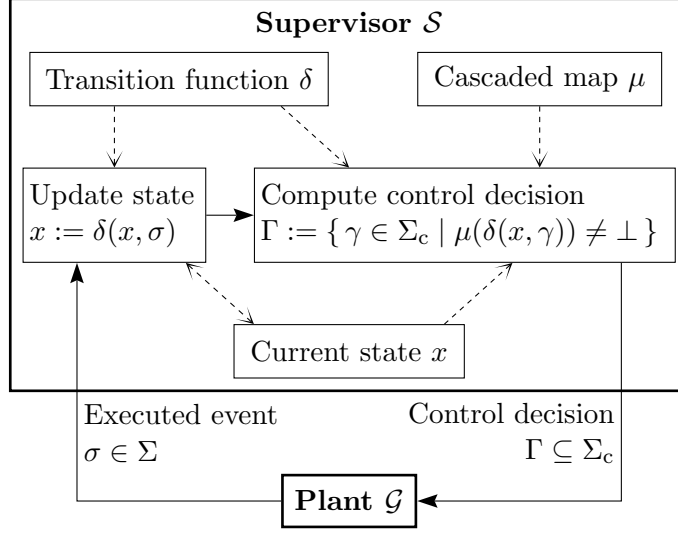 Supervisor 𝒮
Transition function δ
Cascaded map μ
Update state
x := δ(x, σ)
Compute control decision
Γ := { γ ∈ Σc | μ(δ(x, γ)) ≠ ⊥ }
Current state x
Executed event
σ ∈ Σ
Control decision
Γ ⊆ Σc
Plant 𝒢